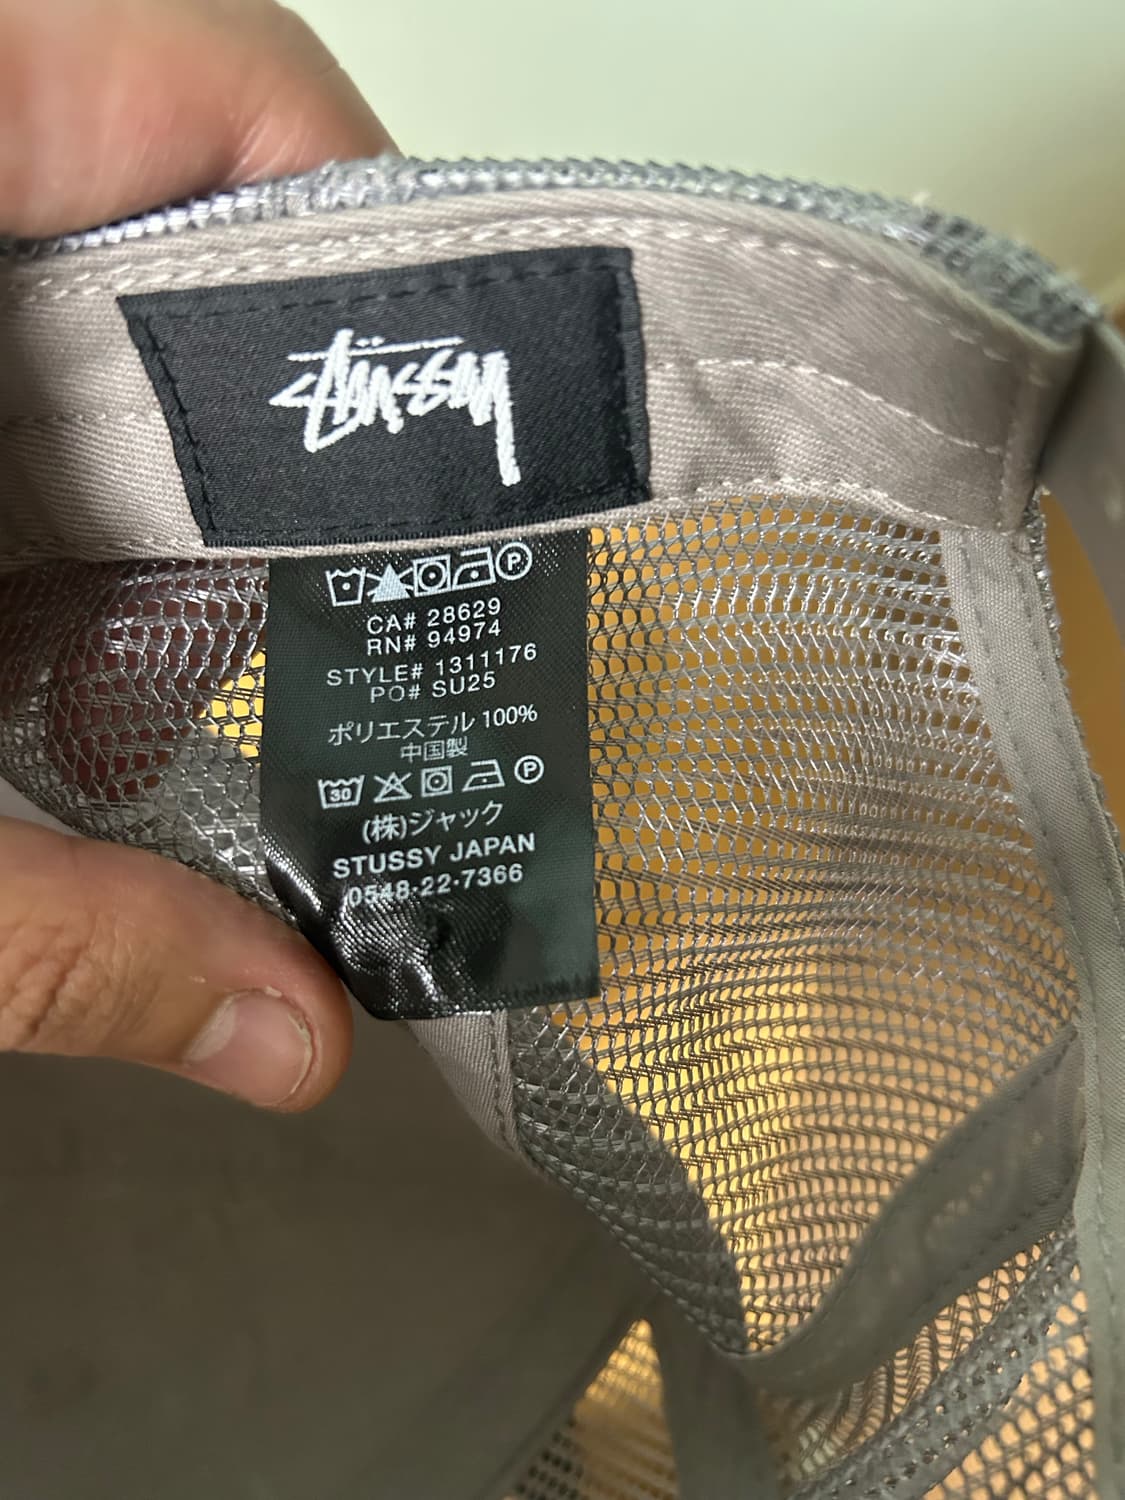 STÜSSY
CA# 28629
RN# 94974
STYLE# 1311176
PO# SU25
ポリエステル 100%
中国製
30
(株)ジャック
STUSSY JAPAN
0548-22-7366